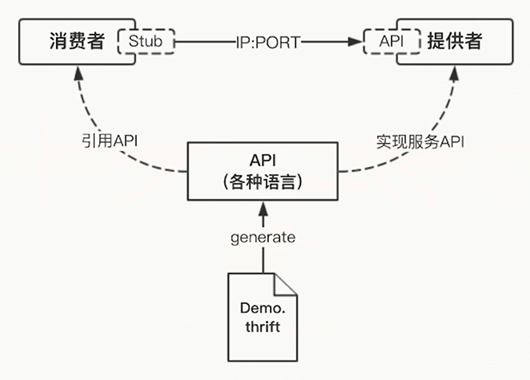 消费者
Stub
IP:PORT
API
提供者
引用API
实现服务API
API
（各种语言）
generate
Demo.
thrift